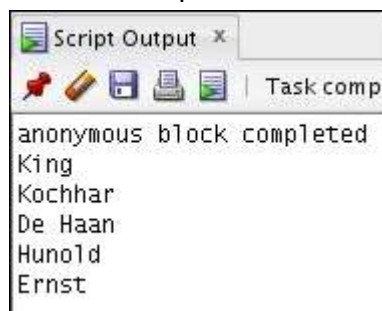 Script Output x
Task comp
anonymous block completed
King
Kochhar
De Haan
Hunold
Ernst